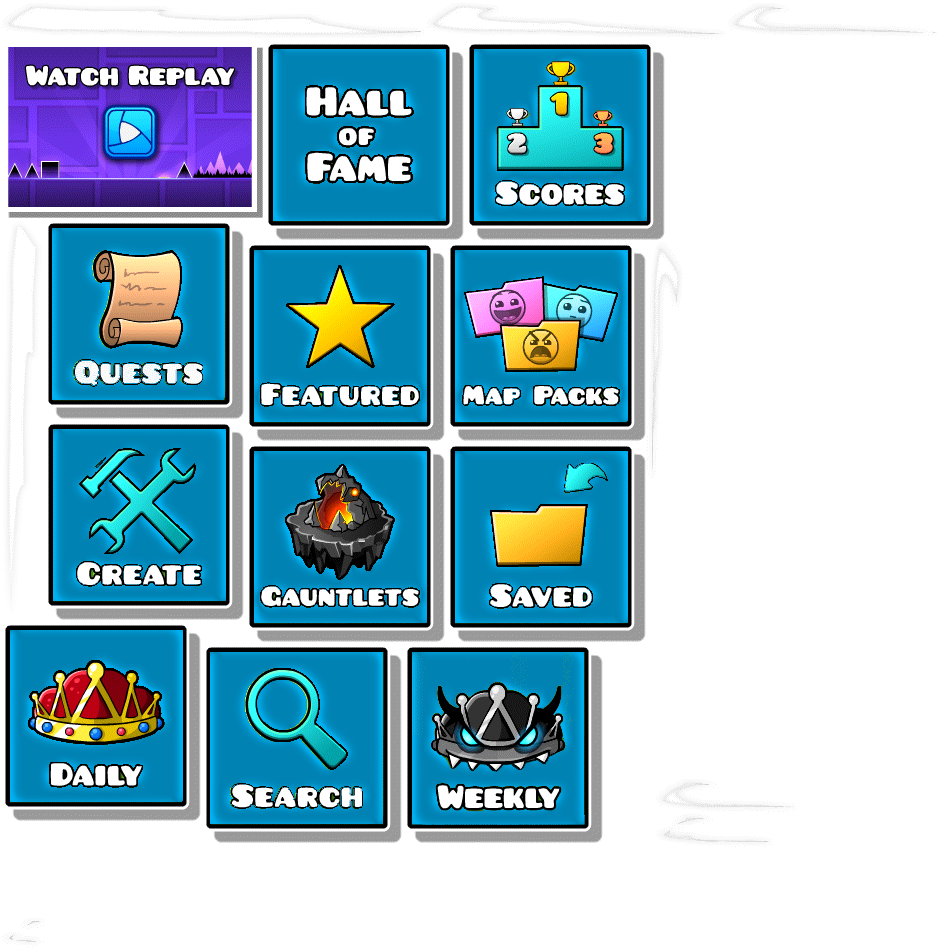 Watch Replay
Hall
of
Fame
1
2
3
Scores
Quests
Featured
Map Packs
Create
Gauntlets
Saved
Daily
Search
Weekly